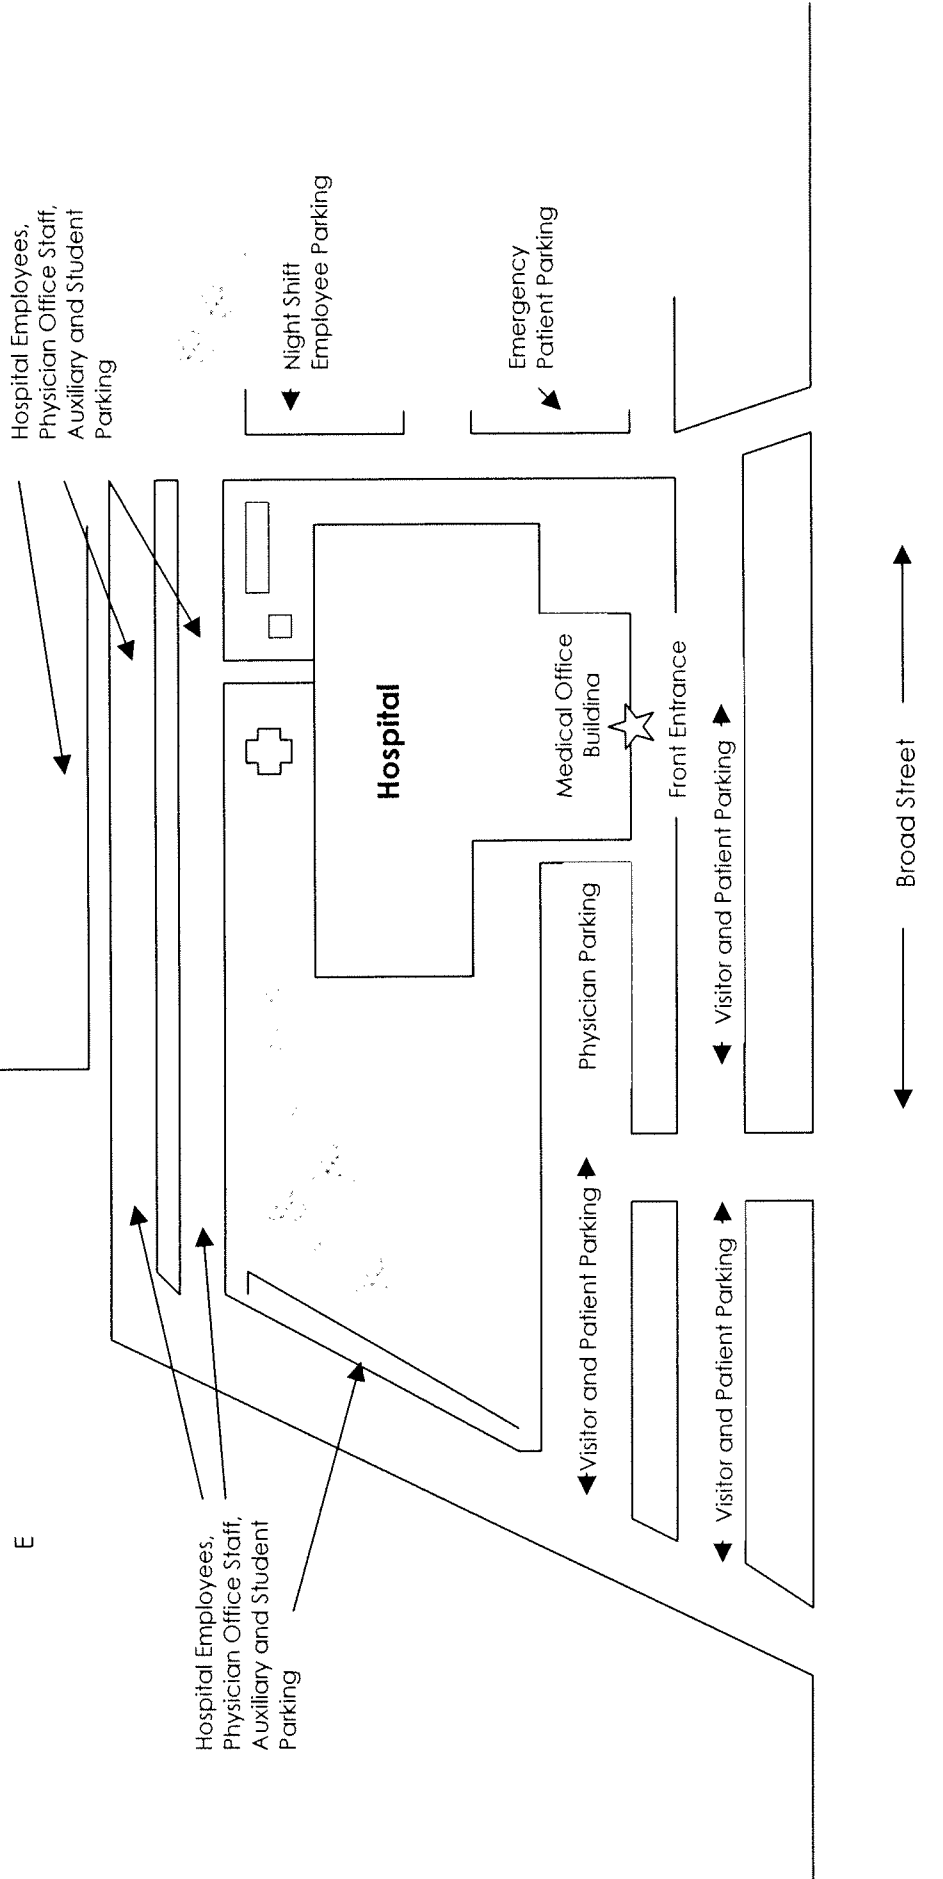 Hospital Employees,
Physician Office Staff,
Auxiliary and Student
Parking
E
Hospital Employees,
Physician Office Staff,
Auxiliary and Student
Parking
Night Shift
Employee Parking
Hospital
Emergency
Patient Parking
Medical Office
Buildina
Physician Parking
Visitor and Patient Parking
Front Entrance
Visitor and Patient Parking
Visitor and Patient Parking
Broad Street